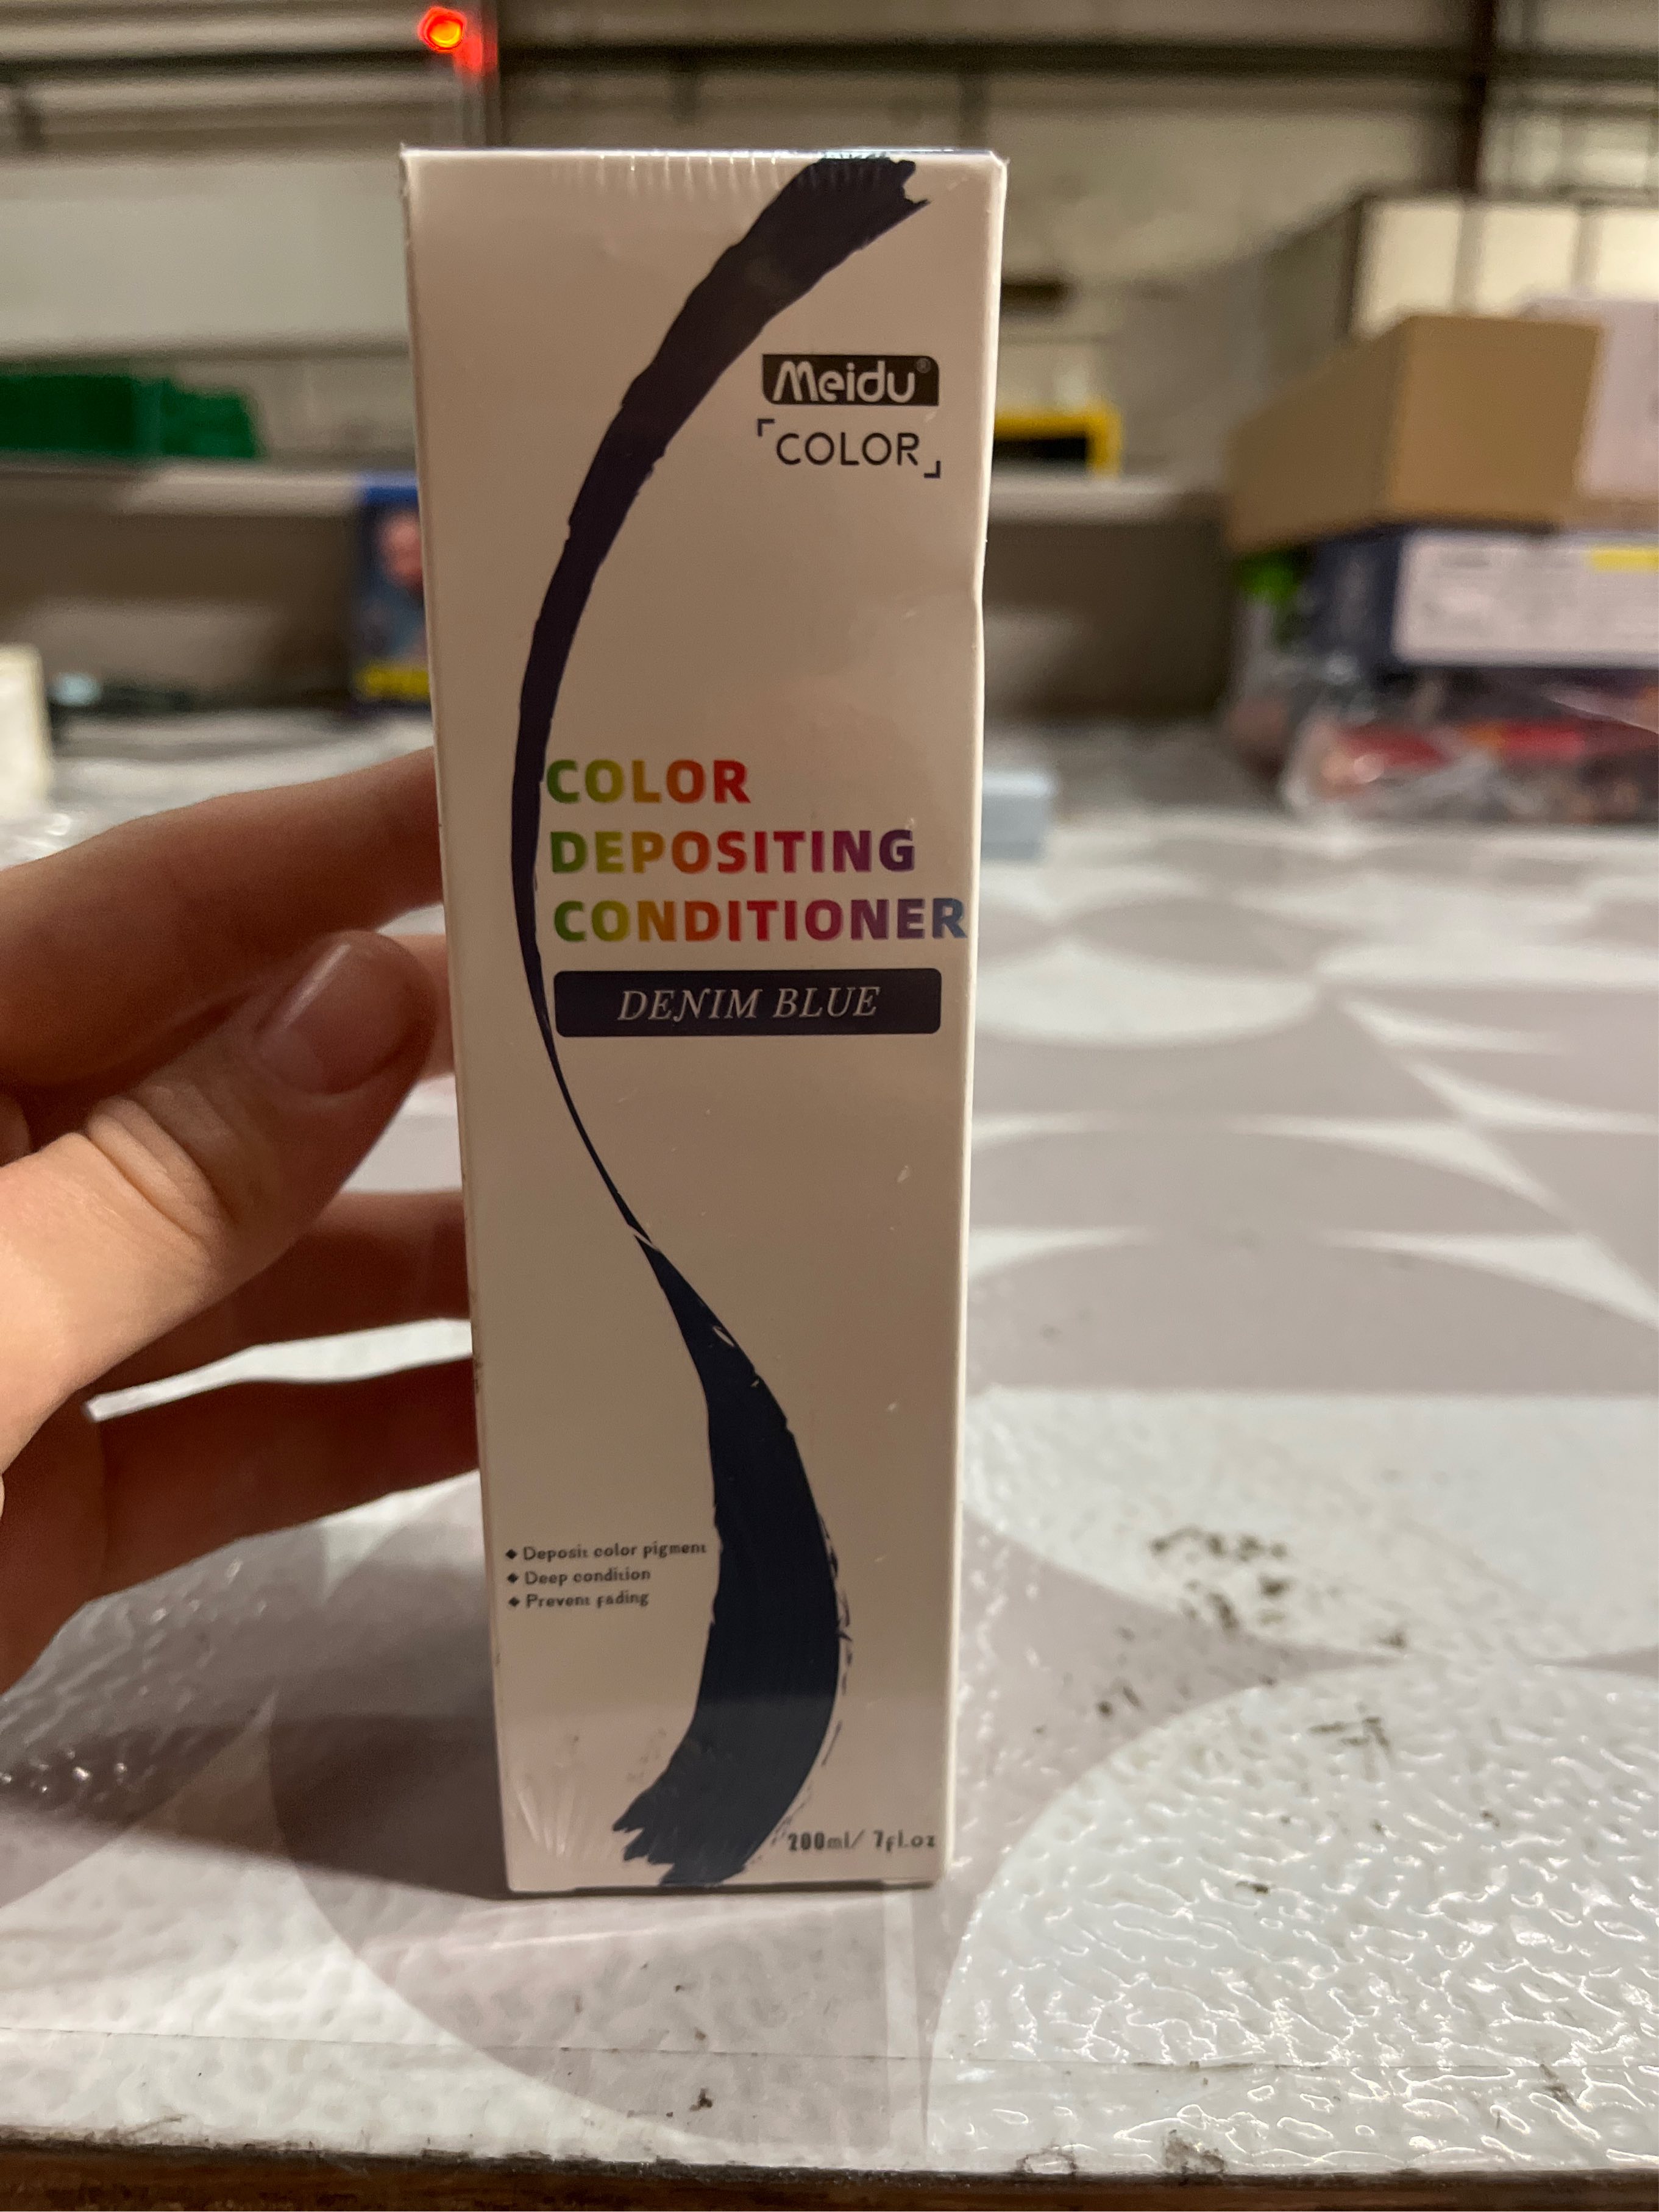 Meidu®
「COLOR」
COLOR
DEPOSITING
CONDITIONER
DENIM BLUE
◆ Deposit color pigment
◆ Deep condition
◆ Prevent fading
200ml/ 7fl.oz